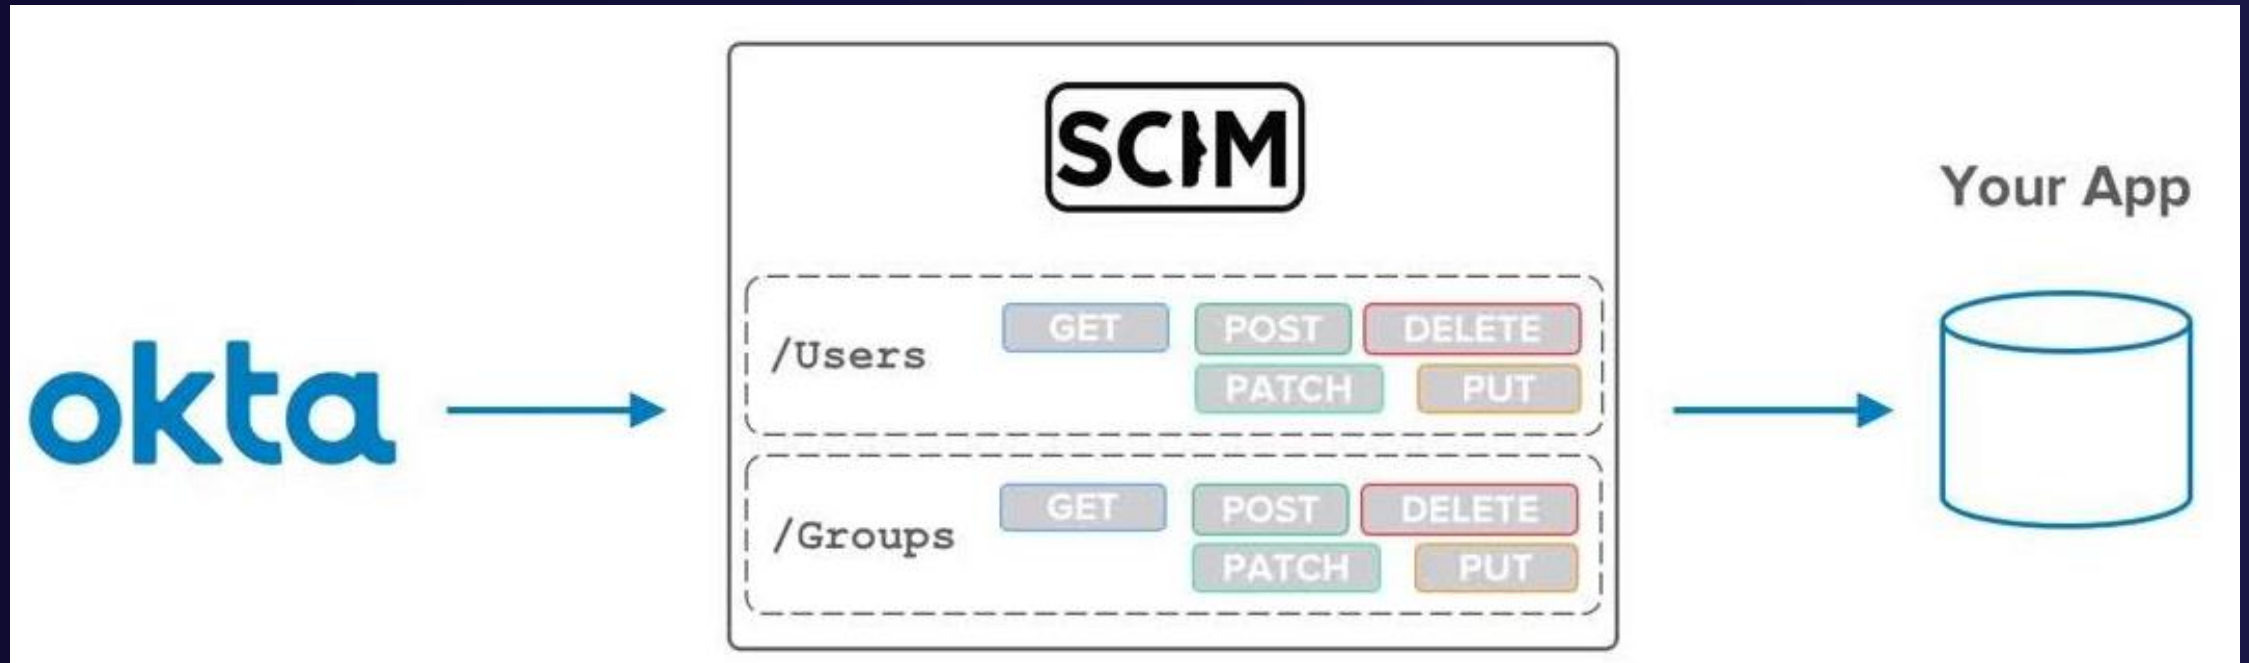 SCIM
Your App
okta
/Users
GET POST DELETE
PATCH PUT
/Groups
GET POST DELETE
PATCH PUT